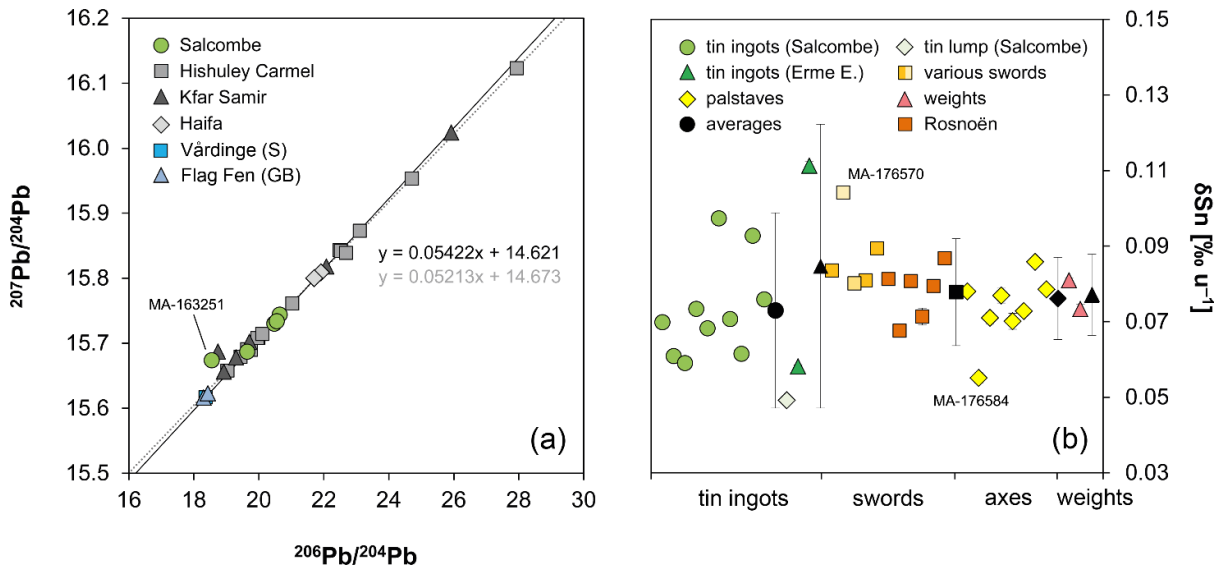 16.2
16.1
16.0
15.9
15.8
15.7
15.6
15.5
²⁰⁷Pb/²⁰⁴Pb
Salcombe
Hishuley Carmel
Kfar Samir
Haifa
Vårdinge (S)
Flag Fen (GB)
y = 0.05422x + 14.621
y = 0.05213x + 14.673
MA-163251
(a)
16 18 20 22 24 26 28 30
²⁰⁶Pb/²⁰⁴Pb
tin ingots (Salcombe) tin lump (Salcombe)
tin ingots (Erme E.) various swords
palstaves weights
averages Rosnoën
MA-176570
MA-176584
(b)
tin ingots swords axes weights
0.15
0.13
0.11
0.09
0.07
0.05
0.03
δSn [‰ u⁻¹]